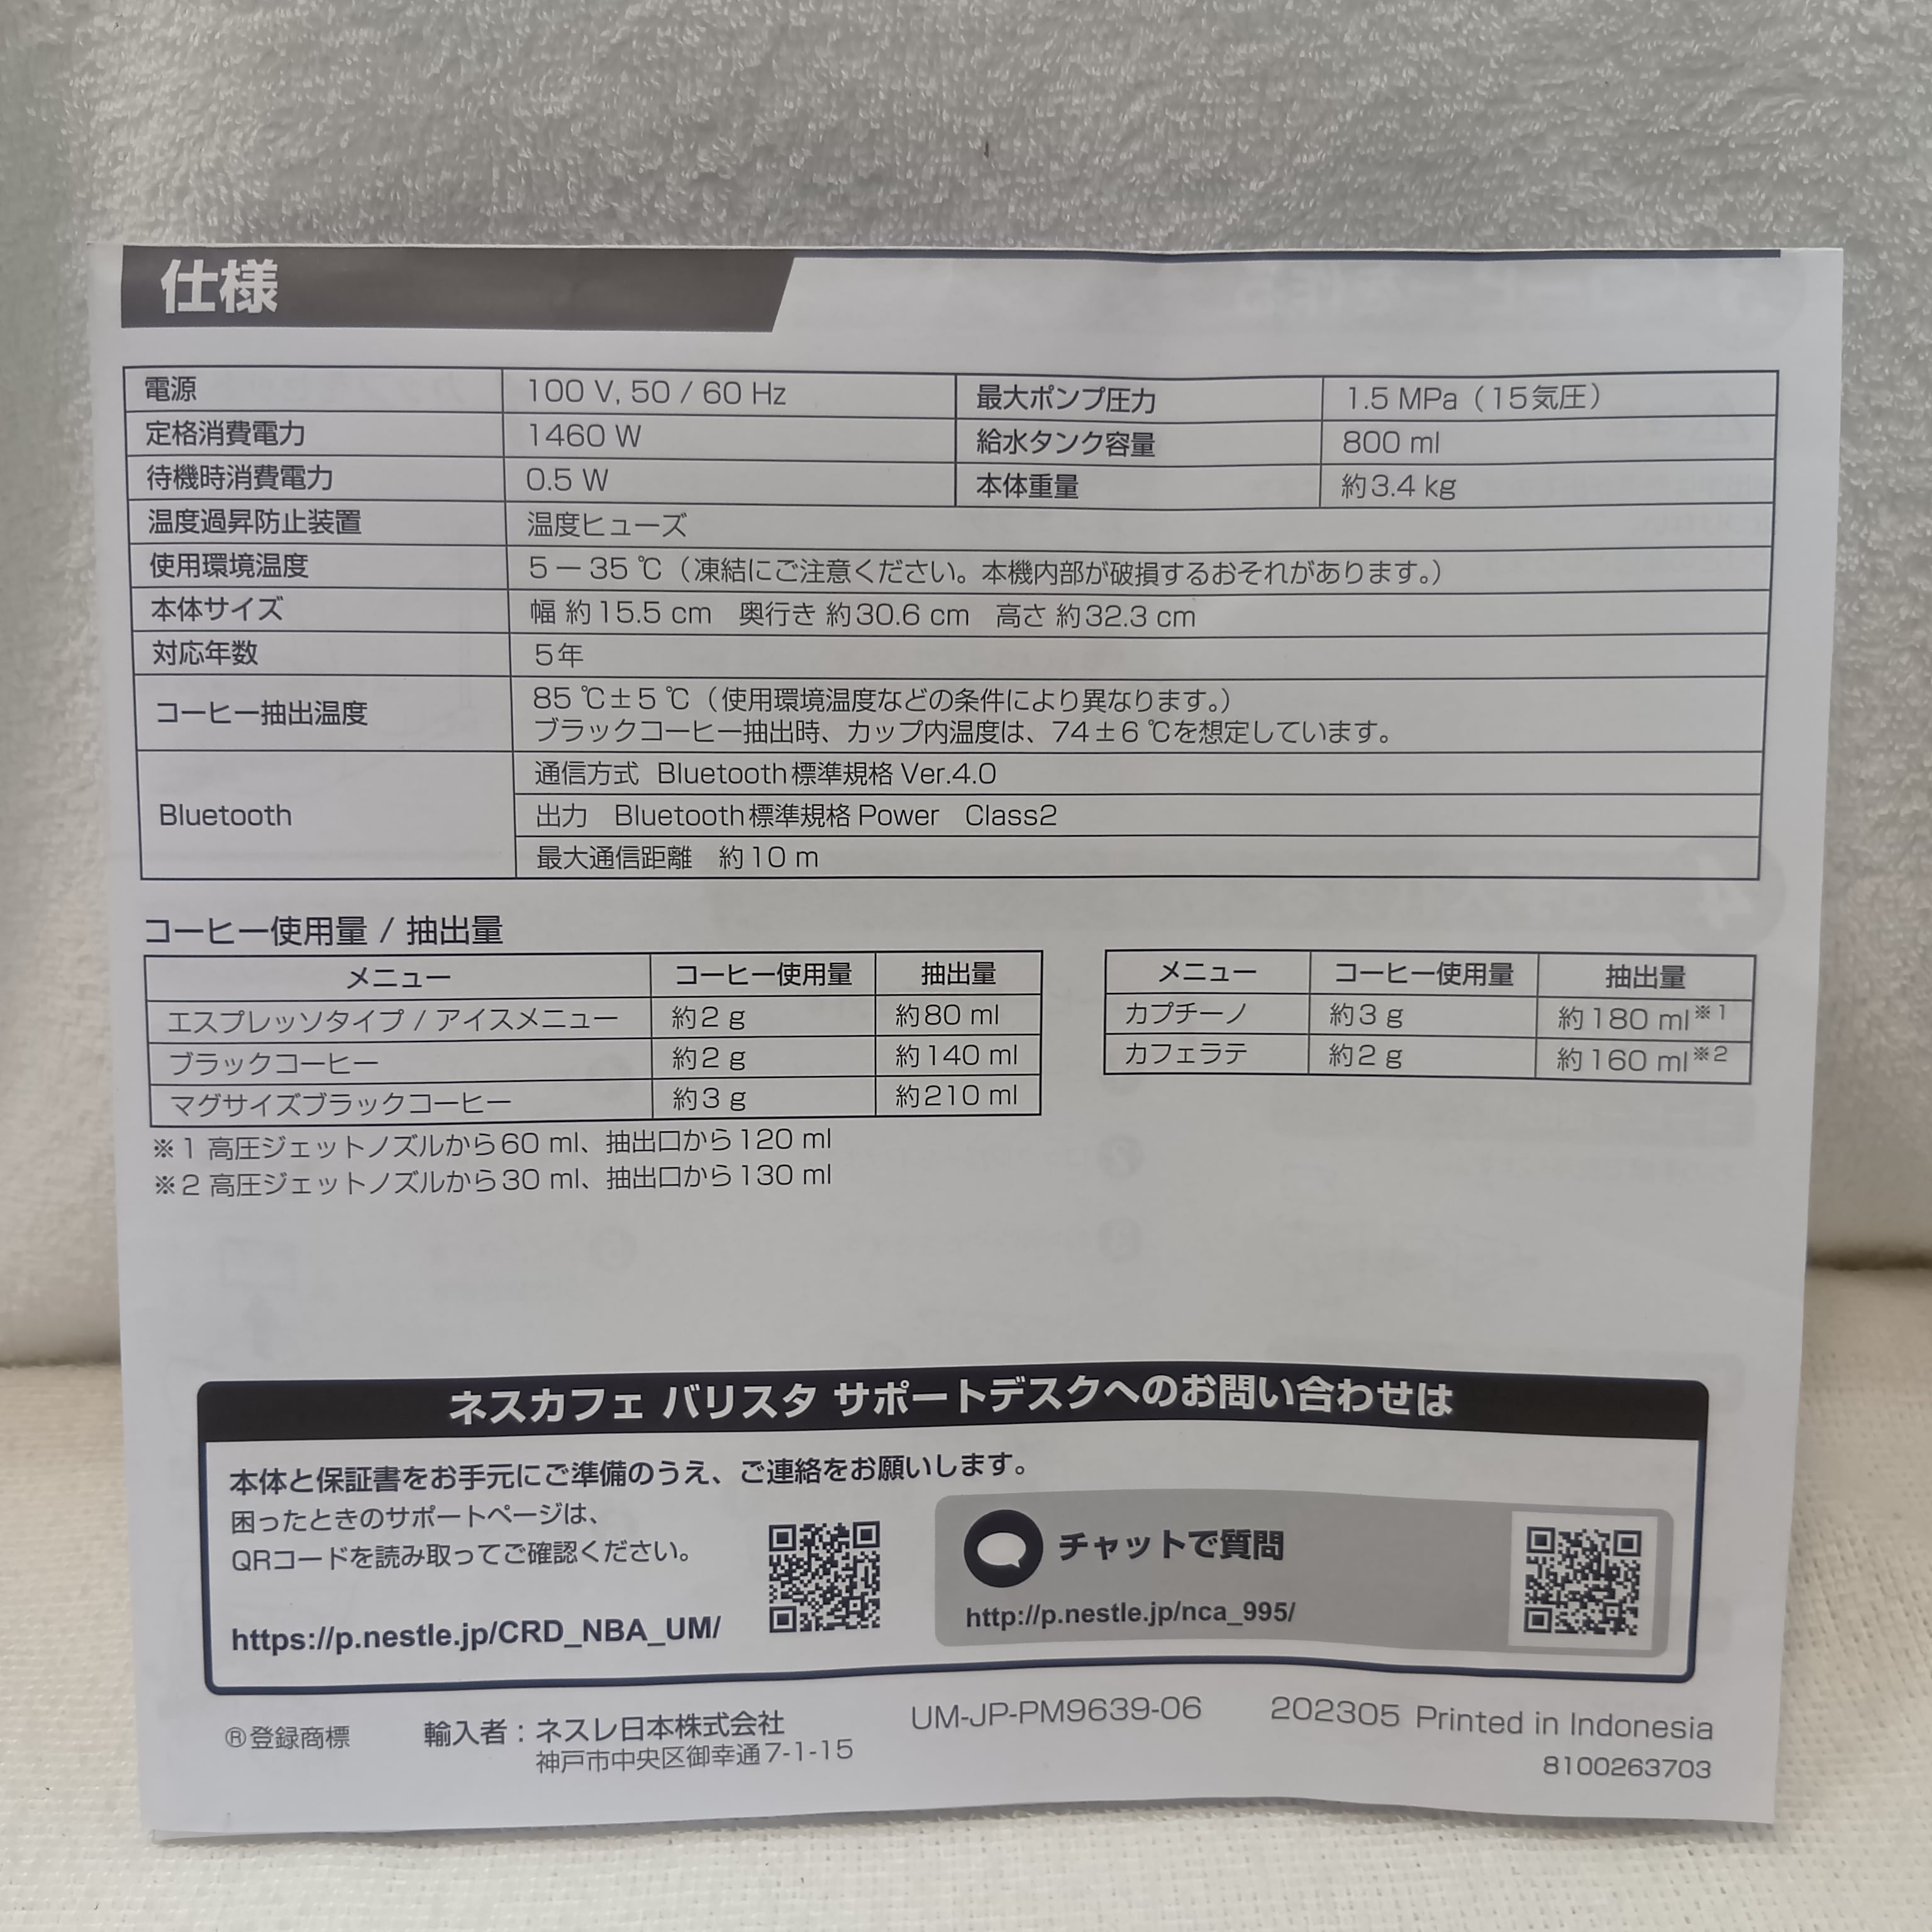 仕様
電源 100 V, 50 / 60 Hz 最大ポンプ圧力 1.5 MPa（15気圧）
定格消費電力 1460 W 給水タンク容量 800 ml
待機時消費電力 0.5 W 本体重量 約3.4 kg
温度過昇防止装置 温度ヒューズ
使用環境温度 5 ー 35 ℃（凍結にご注意ください。本機内部が破損するおそれがあります。）
本体サイズ 幅 約15.5 cm 奥行き 約30.6 cm 高さ 約32.3 cm
対応年数 5年
コーヒー抽出温度 85 ℃±5 ℃（使用環境温度などの条件により異なります。）
ブラックコーヒー抽出時、カップ内温度は、74±6 ℃を想定しています。
Bluetooth 通信方式 Bluetooth標準規格 Ver.4.0
出力 Bluetooth標準規格 Power Class2
最大通信距離 約10 m
コーヒー使用量 / 抽出量
メニュー コーヒー使用量 抽出量
エスプレッソタイプ / アイスメニュー 約2 g 約80 ml
ブラックコーヒー 約2 g 約140 ml
マグサイズブラックコーヒー 約3 g 約210 ml
メニュー コーヒー使用量 抽出量
カプチーノ 約3 g 約180 ml※1
カフェラテ 約2 g 約160 ml※2
※1 高圧ジェットノズルから60 ml、抽出口から120 ml
※2 高圧ジェットノズルから30 ml、抽出口から130 ml
ネスカフェ バリスタ サポートデスクへのお問い合わせは
本体と保証書をお手元にご準備のうえ、ご連絡をお願いします。
困ったときのサポートページは、
QRコードを読み取ってご確認ください。
https://p.nestle.jp/CRD_NBA_UM/
チャットで質問
http://p.nestle.jp/nca_995/
®登録商標 輸入者：ネスレ日本株式会社 UM-JP-PM9639-06 202305 Printed in Indonesia
神戸市中央区御幸通7-1-15 8100263703